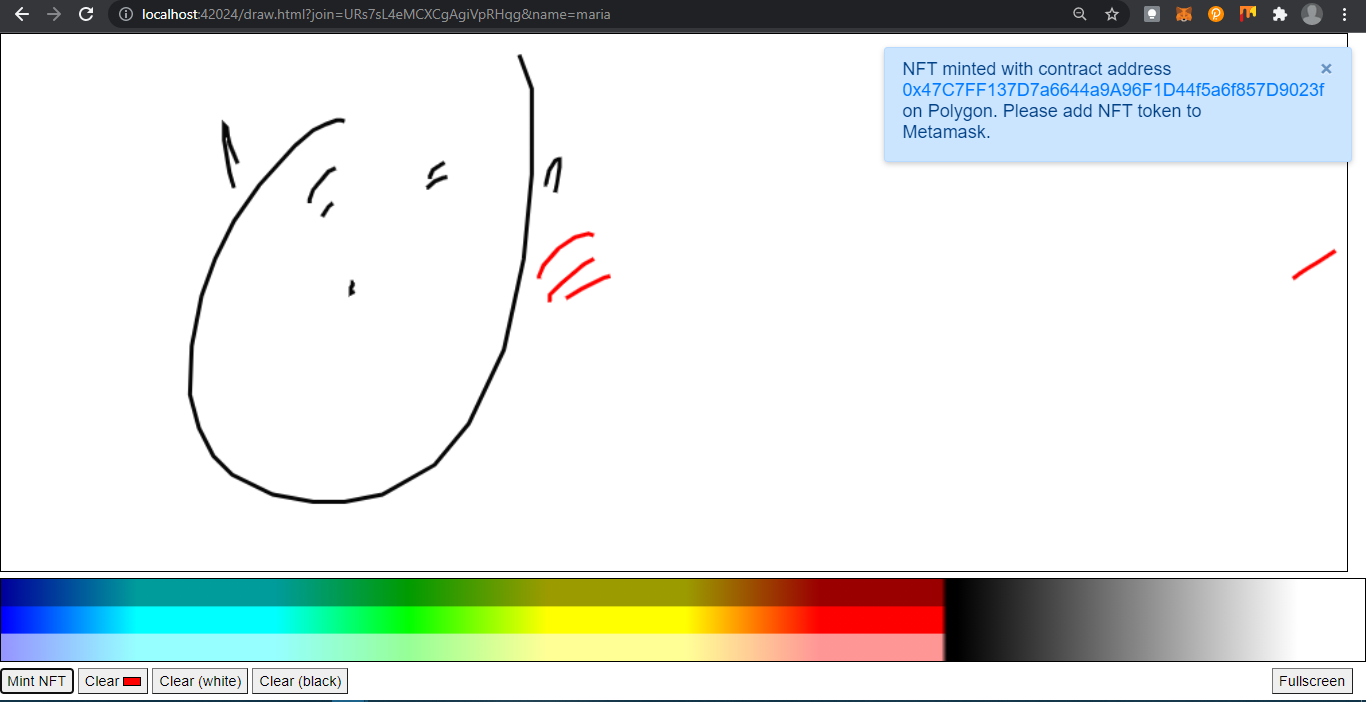 localhost:42024/draw.html?join=URs7sL4eMCXCgAgiVpRHqg&name=maria
NFT minted with contract address
0x47C7FF137D7a6644a9A96F1D44f5a6f857D9023f
on Polygon. Please add NFT token to
Metamask.
Mint NFT Clear Clear (white) Clear (black) Fullscreen